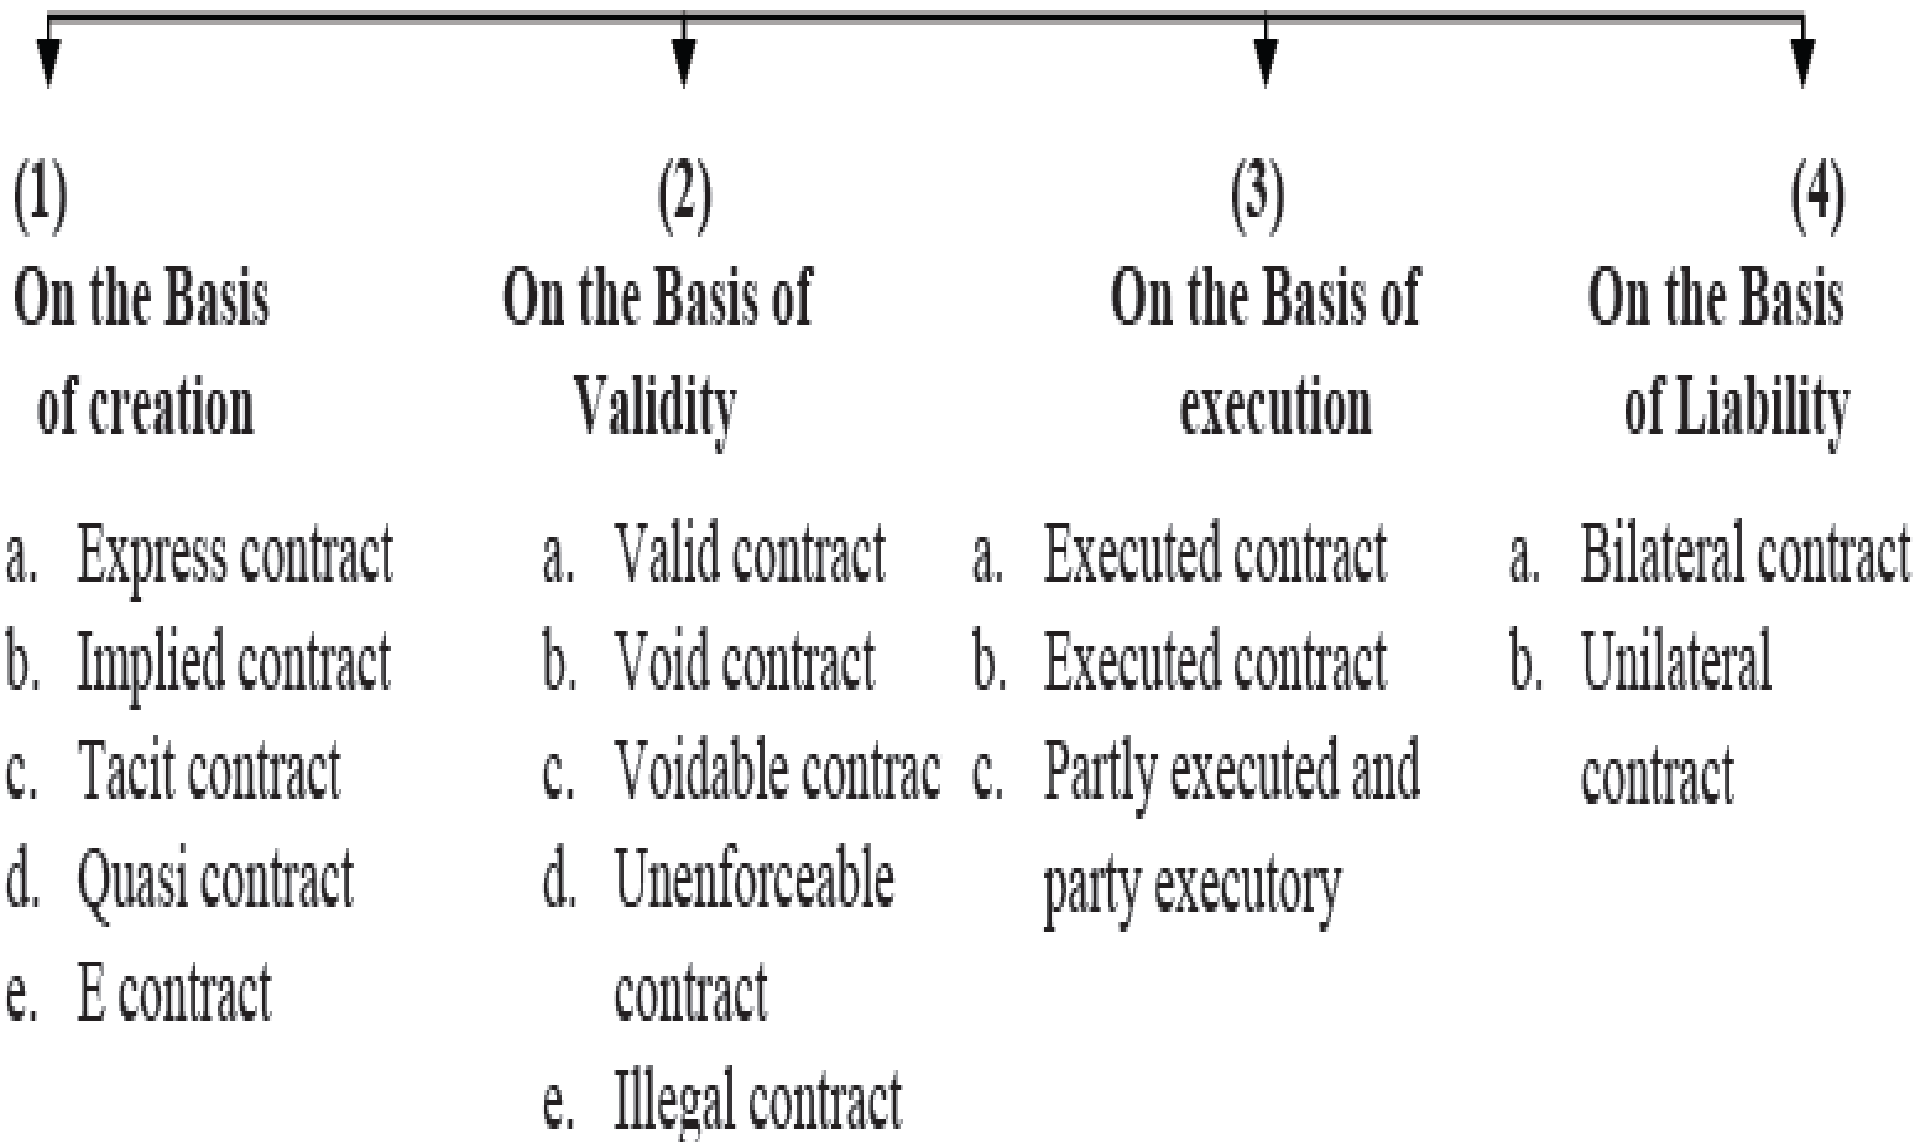 (1)
On the Basis
of creation
a. Express contract
b. Implied contract
c. Tacit contract
d. Quasi contract
e. E contract
(2)
On the Basis of
Validity
a. Valid contract
b. Void contract
c. Voidable contrac
d. Unenforceable
contract
e. Illegal contract
(3)
On the Basis of
execution
a. Executed contract
b. Executed contract
c. Partly executed and
party executory
(4)
On the Basis
of Liability
a. Bilateral contract
b. Unilateral
contract